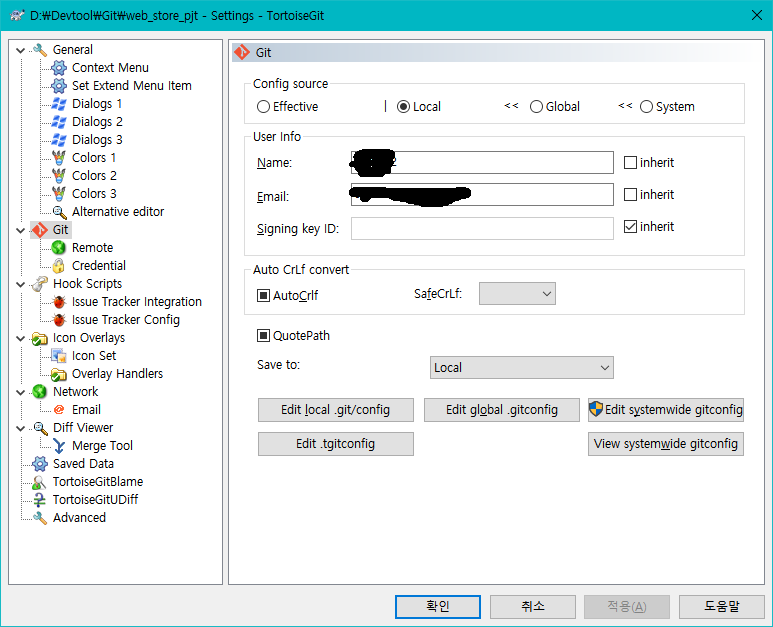 D:₩Devtool₩Git₩web_store_pjt - Settings - TortoiseGit
General
Context Menu
Set Extend Menu Item
Dialogs 1
Dialogs 2
Dialogs 3
Colors 1
Colors 2
Colors 3
Alternative editor
Git
Remote
Credential
Hook Scripts
Issue Tracker Integration
Issue Tracker Config
Icon Overlays
Icon Set
Overlay Handlers
Network
Email
Diff Viewer
Merge Tool
Saved Data
TortoiseGitBlame
TortoiseGitUDiff
Advanced
Git
Config source
Effective | Local << Global << System
User Info
Name: inherit
Email: inherit
Signing key ID: inherit
Auto CrLf convert
AutoCrlf SafeCrLf:
QuotePath
Save to: Local
Edit local .git/config Edit global .gitconfig Edit systemwide gitconfig
Edit .tgitconfig View systemwide gitconfig
확인 취소 적용(A) 도움말